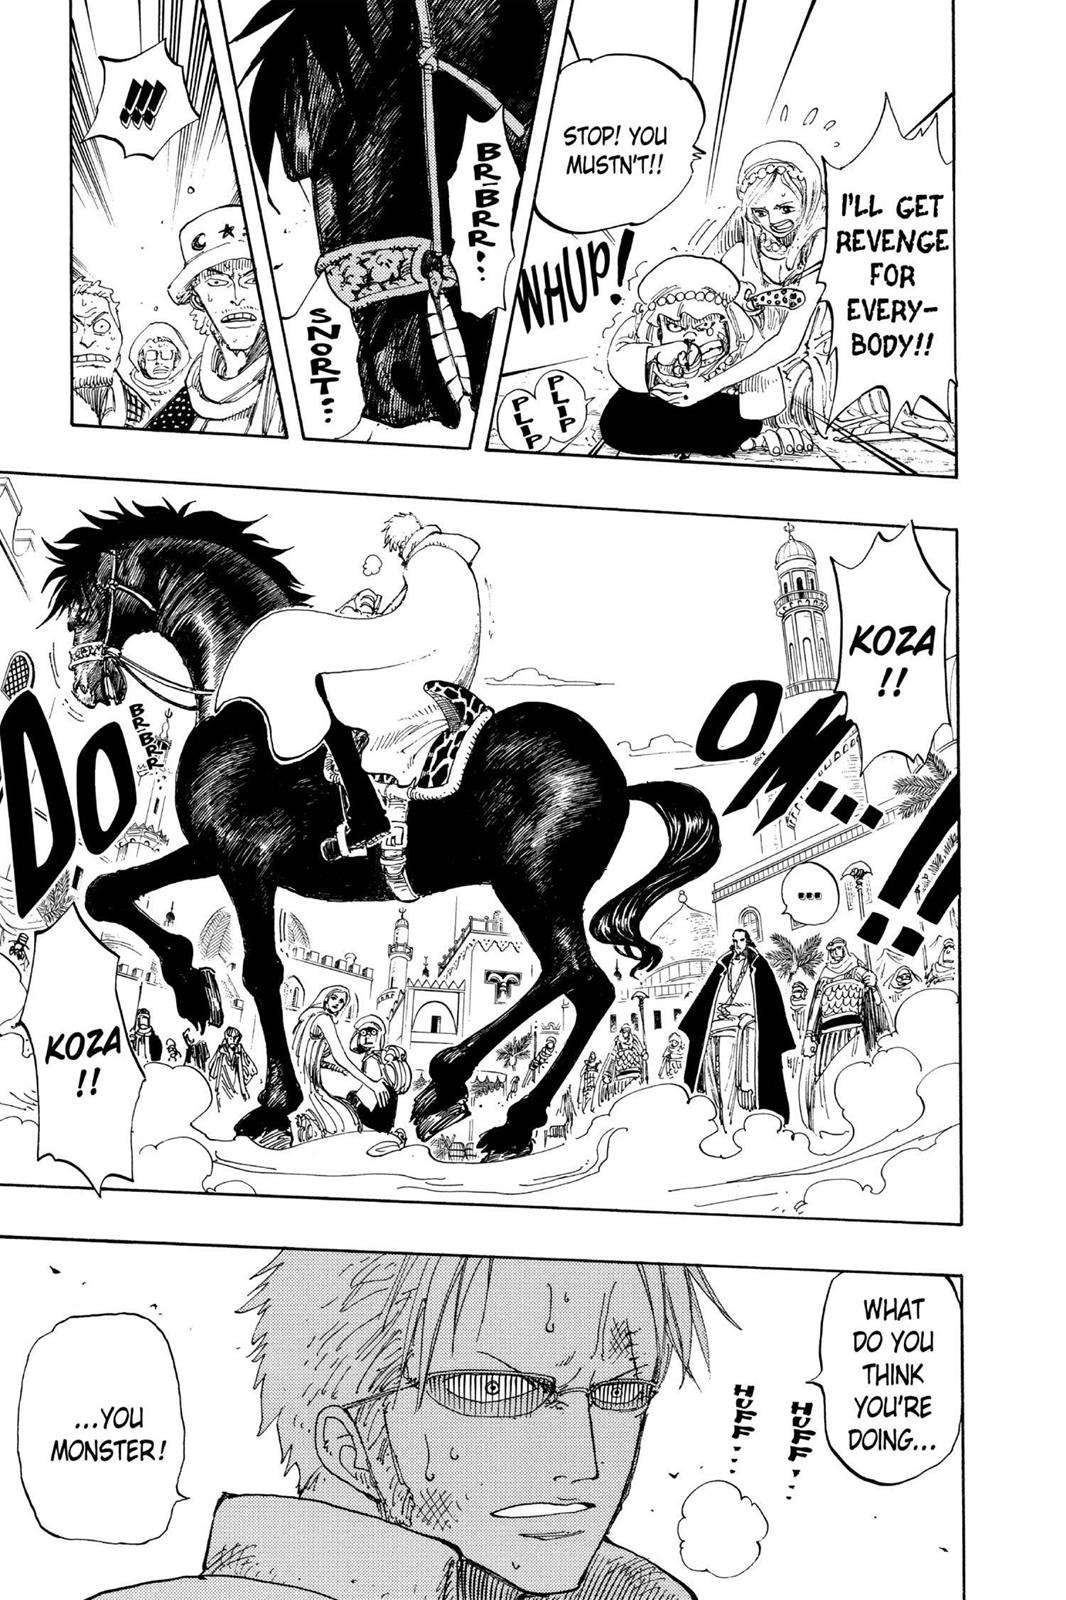 I'LL GET
REVENGE
FOR
EVERY-
BODY!!
STOP! YOU
MUSTN'T!!
WHUP!
PLIP
PLIP
BR-BRR...
SNORT...
!!!
KOZA
!!
DO
OM...!!
BR-BRR...
...
KOZA
!!
WHAT
DO YOU
THINK
YOU'RE
DOING...
HUFF...
HUFF...
...YOU
MONSTER!